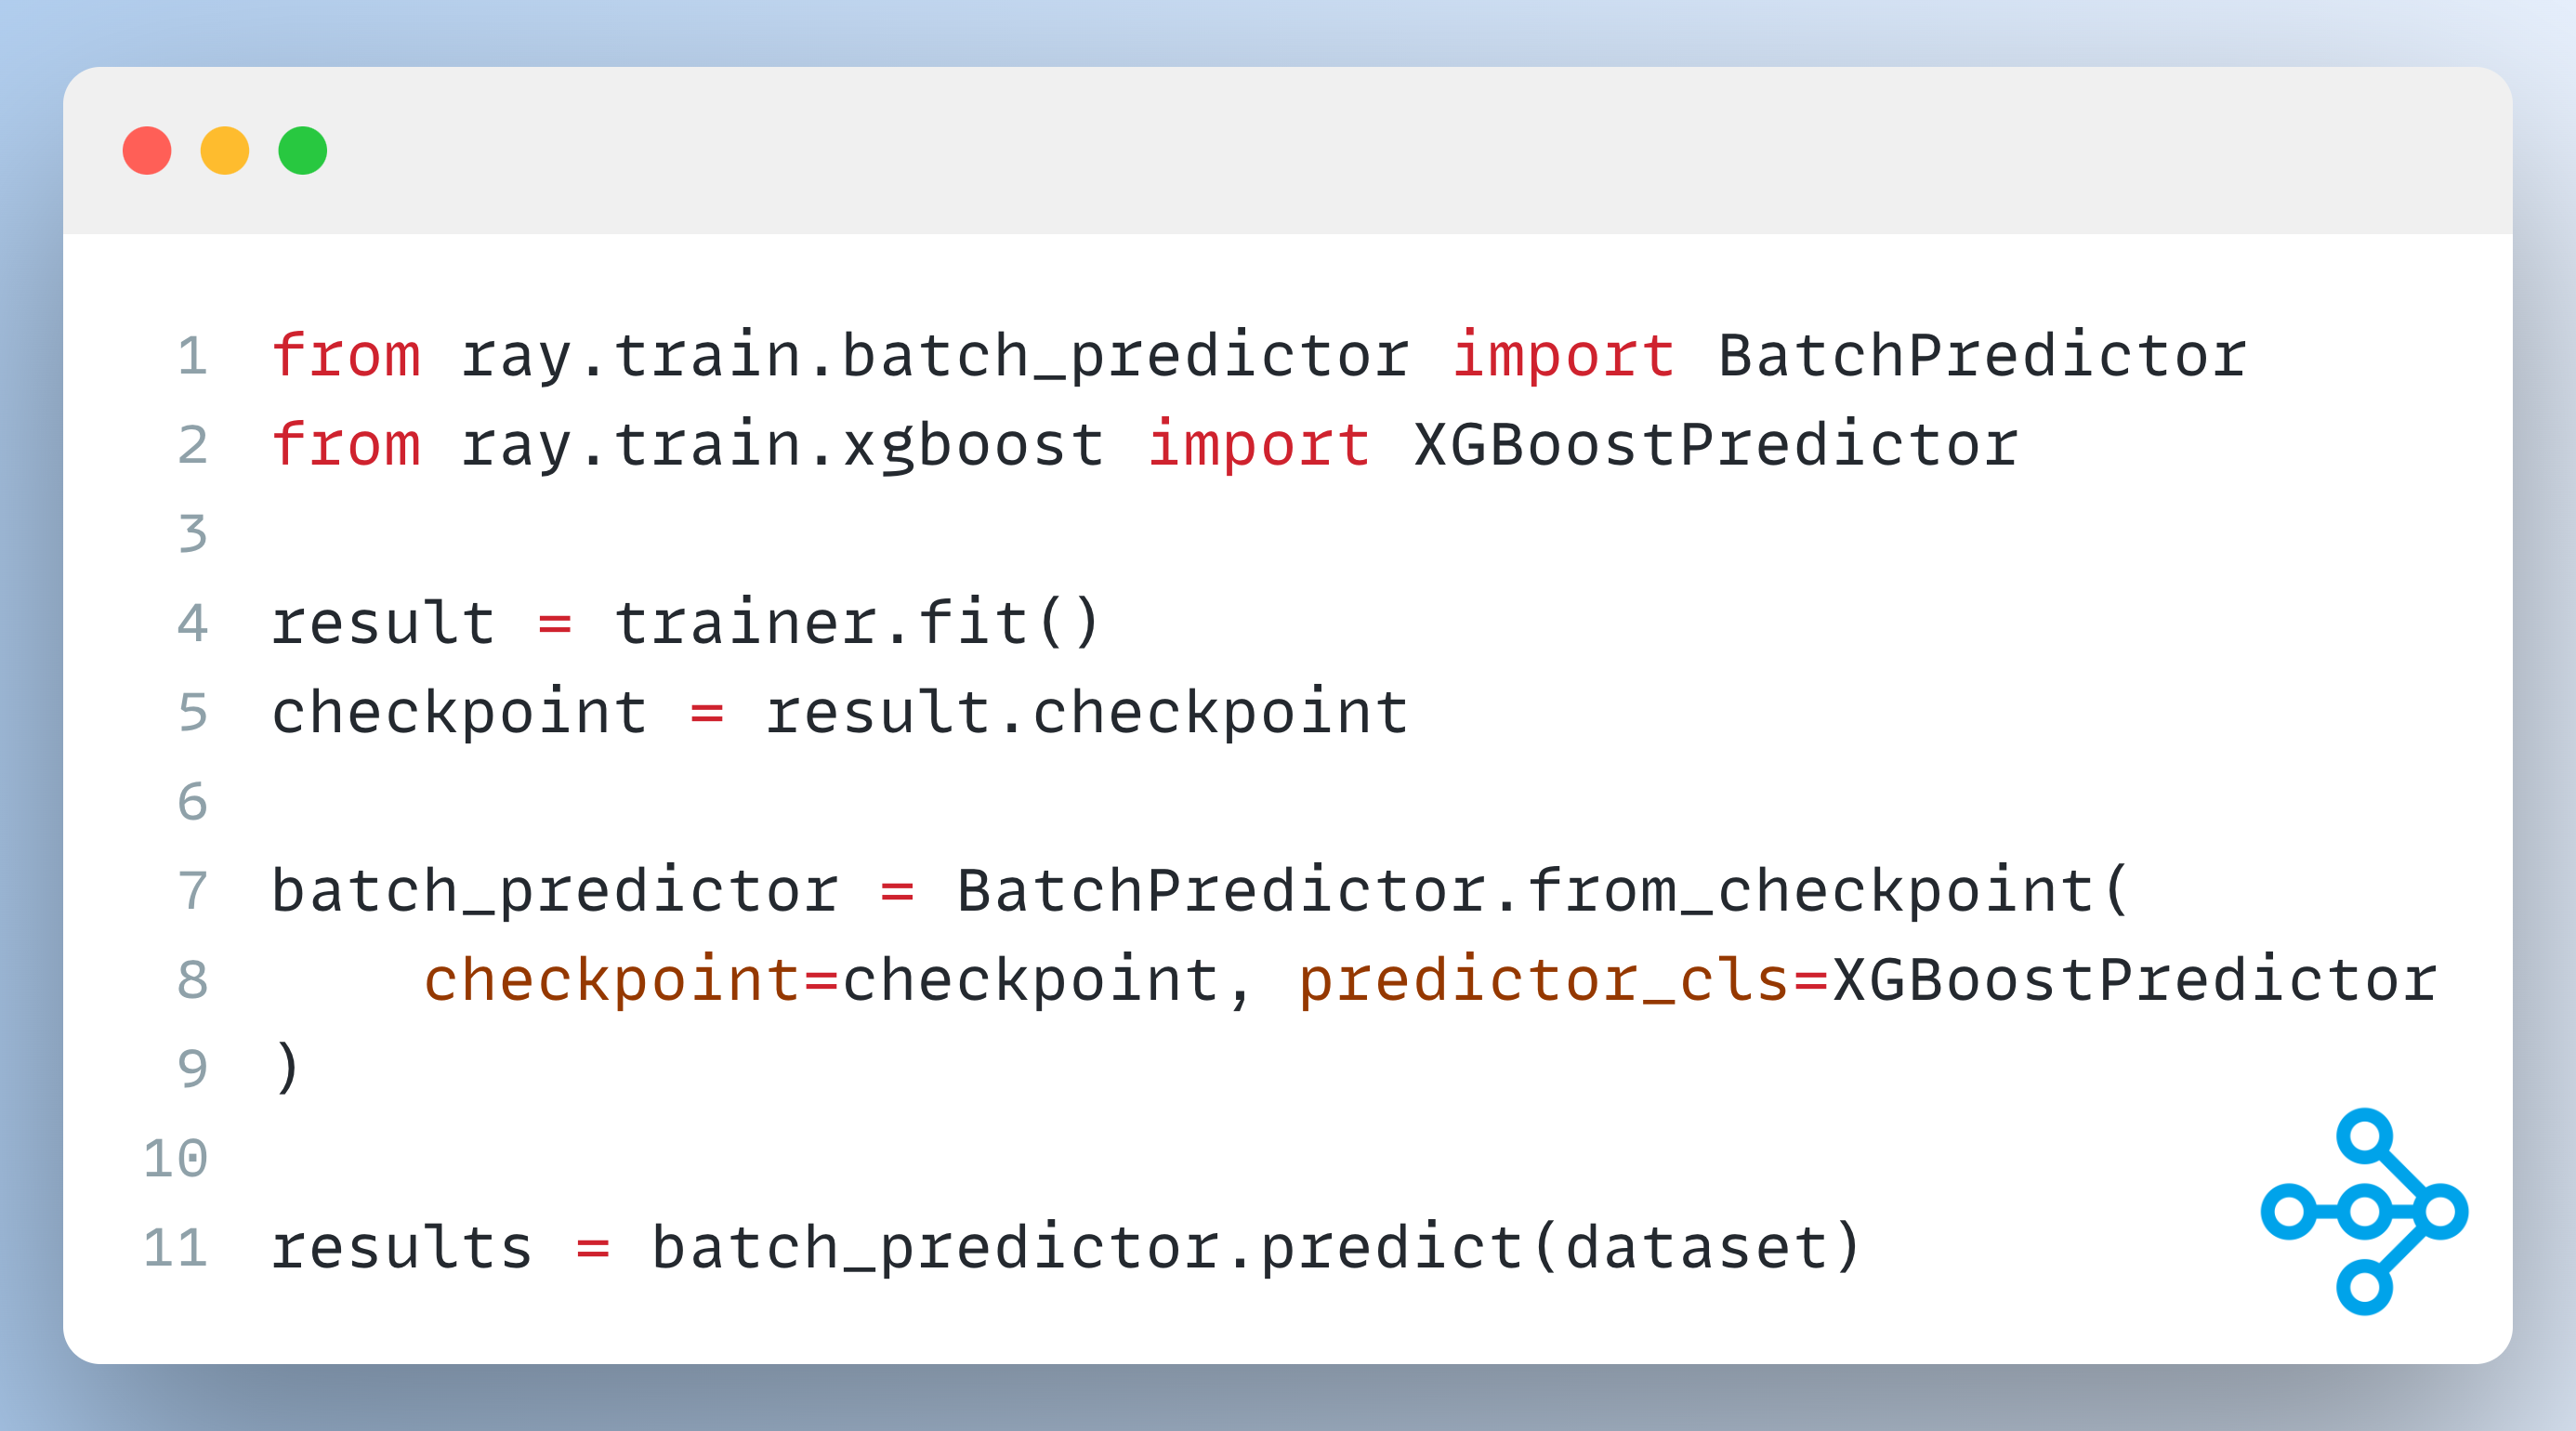 1 from ray.train.batch_predictor import BatchPredictor
2 from ray.train.xgboost import XGBoostPredictor
3
4 result = trainer.fit()
5 checkpoint = result.checkpoint
6
7 batch_predictor = BatchPredictor.from_checkpoint(
8     checkpoint=checkpoint, predictor_cls=XGBoostPredictor
9 )
10
11 results = batch_predictor.predict(dataset)